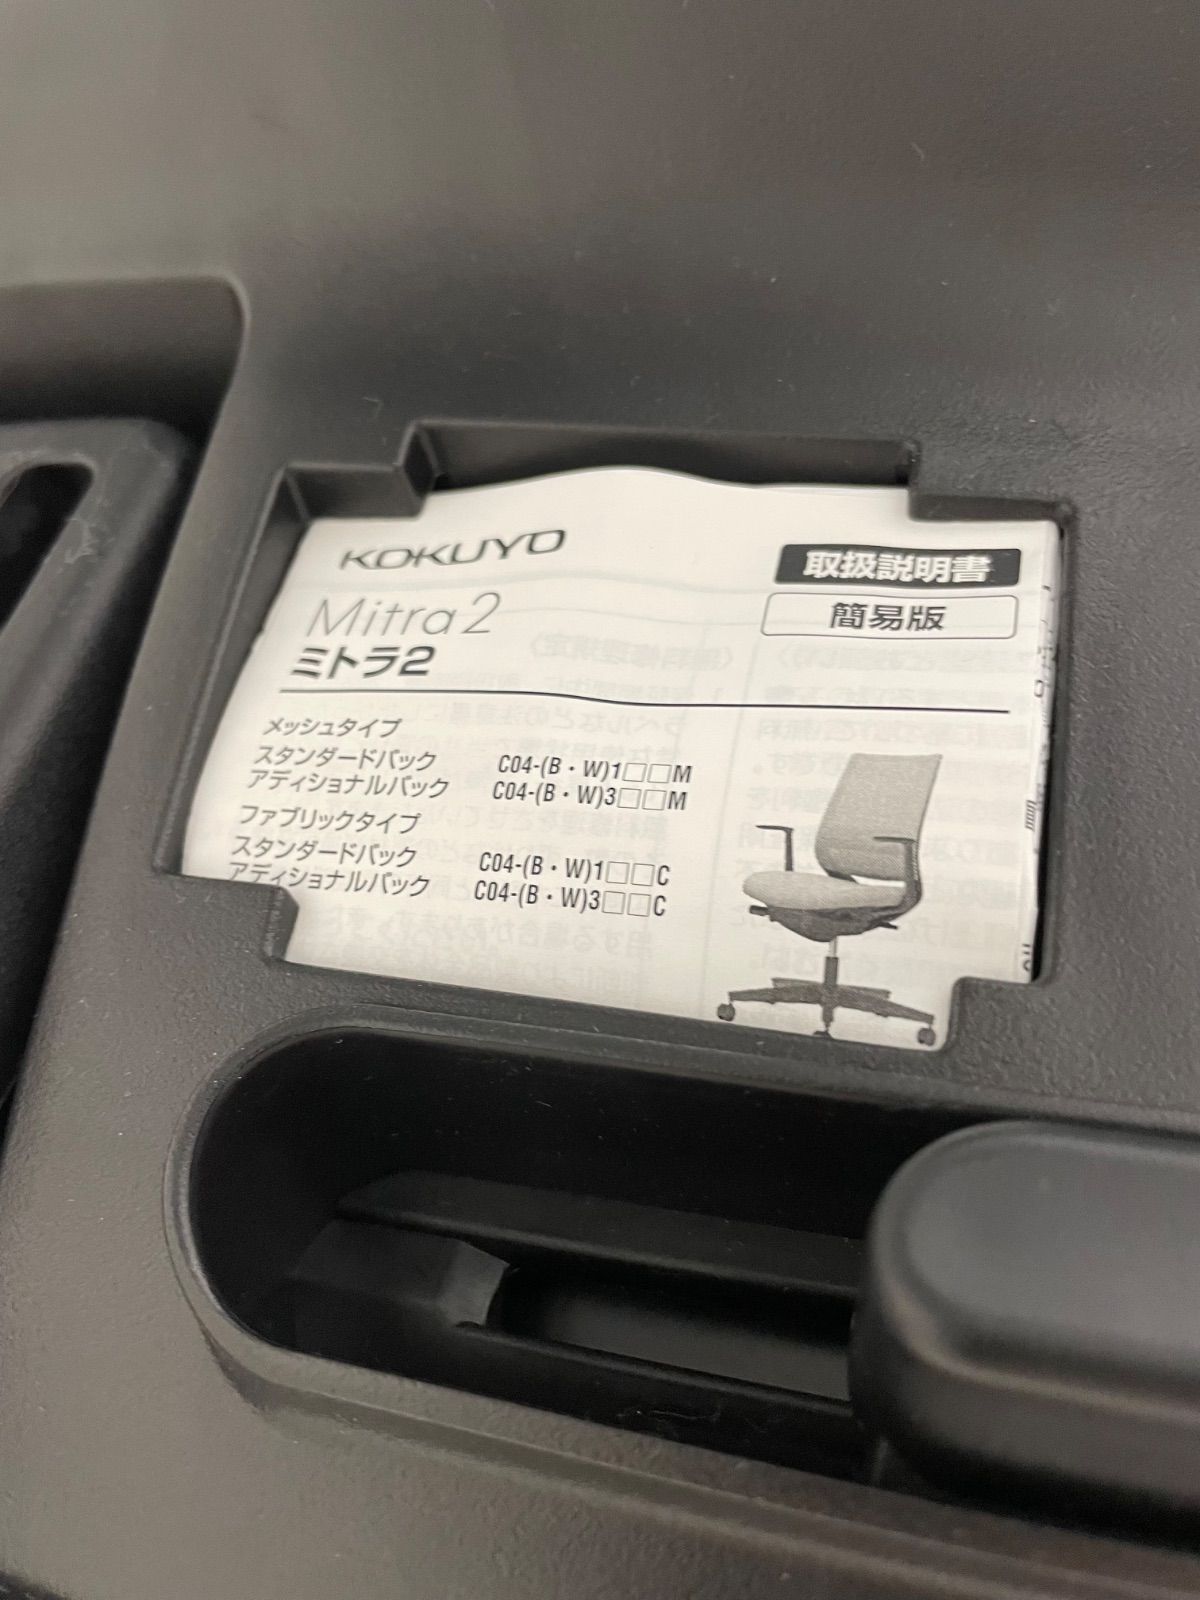 KOKUYO
取扱説明書
Mitra2
簡易版
ミトラ2
メッシュタイプ
スタンダードバック C04-(B・W)1□□M
アディショナルバック C04-(B・W)3□□M
ファブリックタイプ
スタンダードバック C04-(B・W)1□□C
アディショナルバック C04-(B・W)3□□C